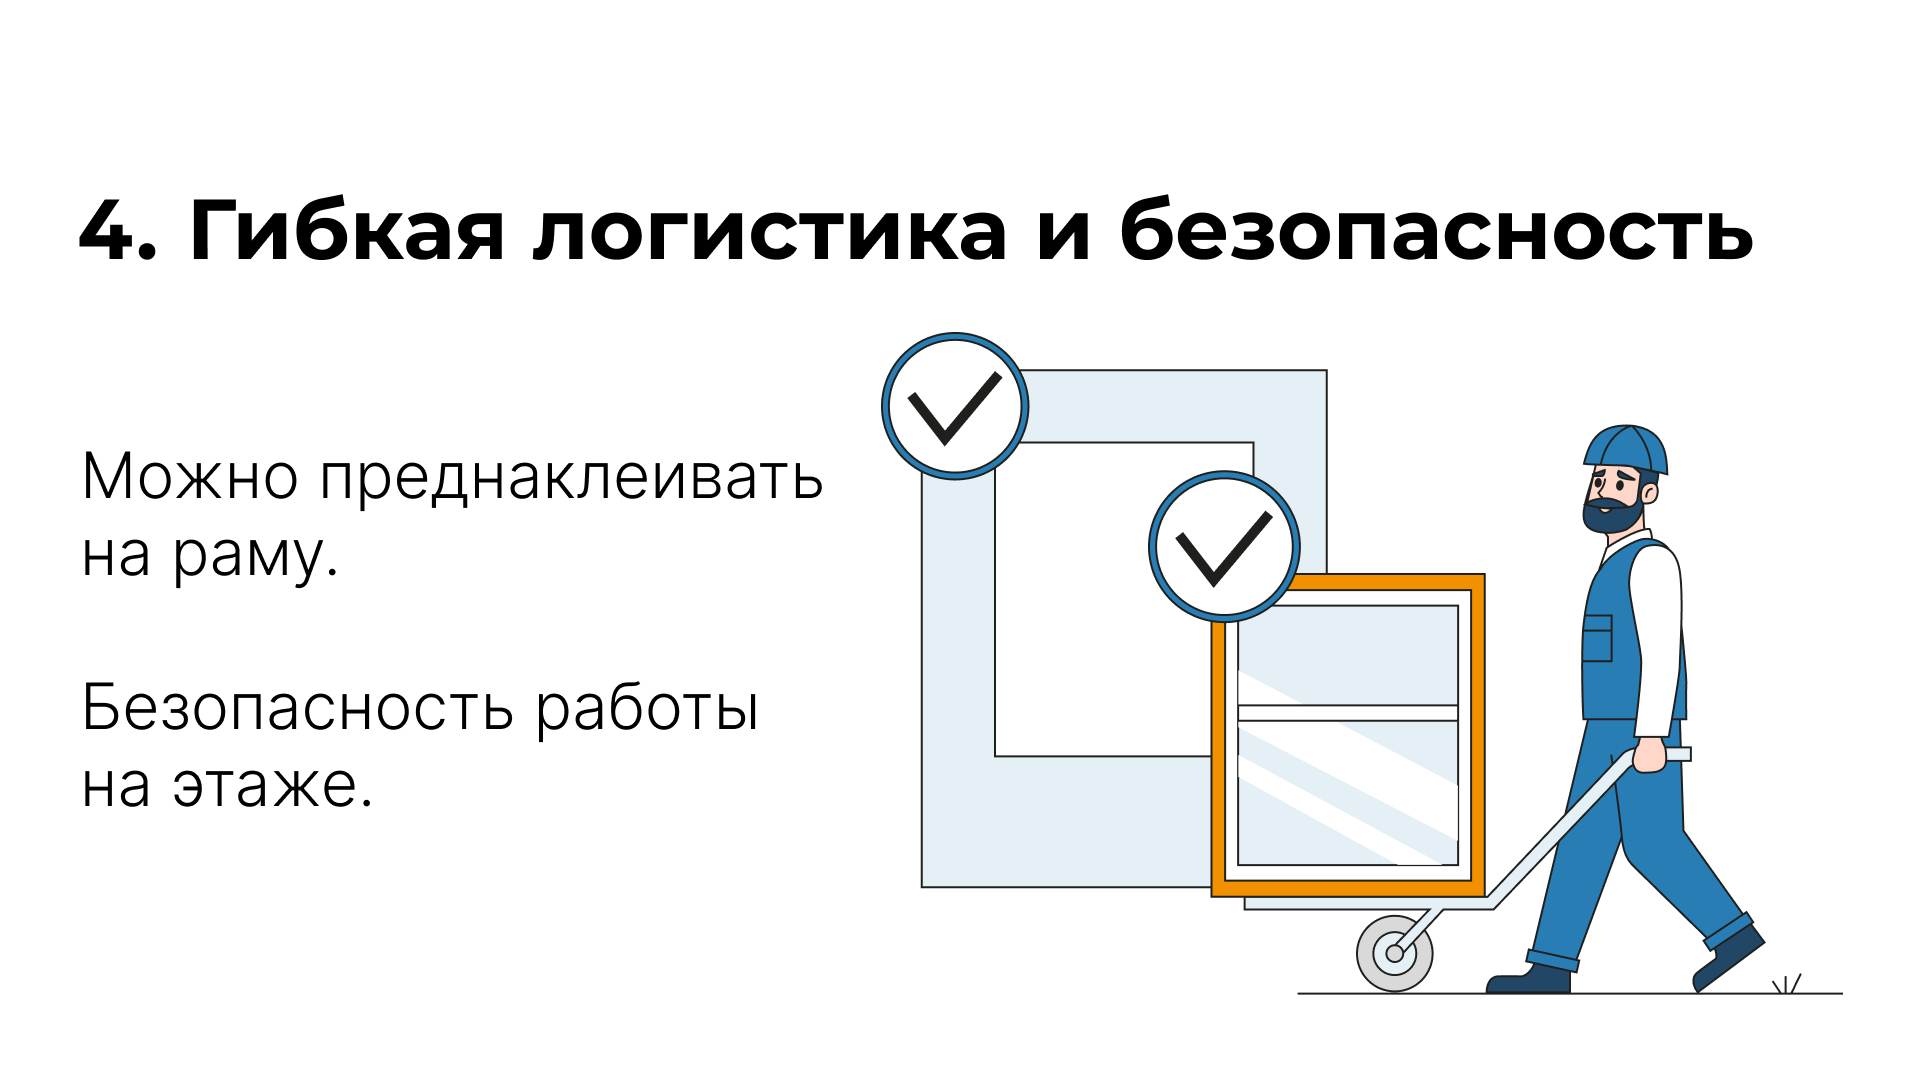 4. Гибкая логистика и безопасность
Можно преднаклеивать
на раму.
Безопасность работы
на этаже.